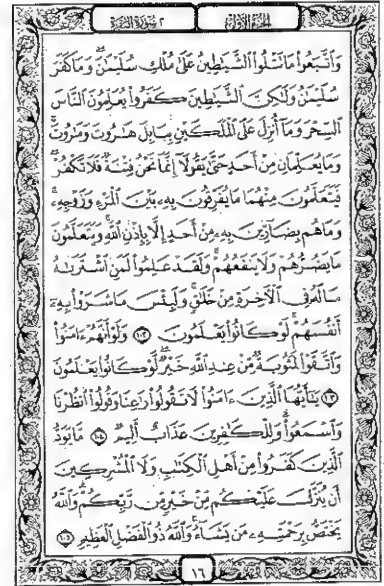 الجزء الأول
٢ سورة البقرة
وَٱتَّبَعُوا۟ مَا تَتْلُوا۟ ٱلشَّيَـٰطِينُ عَلَىٰ مُلْكِ سُلَيْمَـٰنَ ۖ وَمَا كَفَرَ
سُلَيْمَـٰنُ وَلَـٰكِنَّ ٱلشَّيَـٰطِينَ كَفَرُوا۟ يُعَلِّمُونَ ٱلنَّاسَ
ٱلسِّحْرَ وَمَآ أُنزِلَ عَلَى ٱلْمَلَكَيْنِ بِبَابِلَ هَـٰرُوتَ وَمَـٰرُوتَ ۚ
وَمَا يُعَلِّمَانِ مِنْ أَحَدٍ حَتَّىٰ يَقُولَآ إِنَّمَا نَحْنُ فِتْنَةٌ فَلَا تَكْفُرْ ۖ
فَيَتَعَلَّمُونَ مِنْهُمَا مَا يُفَرِّقُونَ بِهِۦ بَيْنَ ٱلْمَرْءِ وَزَوْجِهِۦ ۚ
وَمَا هُم بِضَآرِّينَ بِهِۦ مِنْ أَحَدٍ إِلَّا بِإِذْنِ ٱللَّهِ ۚ وَيَتَعَلَّمُونَ
مَا يَضُرُّهُمْ وَلَا يَنفَعُهُمْ ۚ وَلَقَدْ عَلِمُوا۟ لَمَنِ ٱشْتَرَىٰهُ
مَا لَهُۥ فِى ٱلْـَٔاخِرَةِ مِنْ خَلَـٰقٍ ۚ وَلَبِئْسَ مَا شَرَوْا۟ بِهِۦٓ
أَنفُسَهُمْ ۚ لَوْ كَانُوا۟ يَعْلَمُونَ ١٠٢ وَلَوْ أَنَّهُمْ ءَامَنُوا۟
وَٱتَّقَوْا۟ لَمَثُوبَةٌ مِّنْ عِندِ ٱللَّهِ خَيْرٌ ۖ لَّوْ كَانُوا۟ يَعْلَمُونَ
١٠٣ يَـٰٓأَيُّهَا ٱلَّذِينَ ءَامَنُوا۟ لَا تَقُولُوا۟ رَٰعِنَا وَقُولُوا۟ ٱنظُرْنَا
وَٱسْمَعُوا۟ ۗ وَلِلْكَـٰفِرِينَ عَذَابٌ أَلِيمٌ ١٠٤ مَّا يَوَدُّ
ٱلَّذِينَ كَفَرُوا۟ مِنْ أَهْلِ ٱلْكِتَـٰبِ وَلَا ٱلْمُشْرِكِينَ
أَن يُنَزَّلَ عَلَيْكُم مِّنْ خَيْرٍ مِّن رَّبِّكُمْ ۗ وَٱللَّهُ
يَخْتَصُّ بِرَحْمَتِهِۦ مَن يَشَآءُ ۚ وَٱللَّهُ ذُو ٱلْفَضْلِ ٱلْعَظِيمِ ١٠٥
١٦